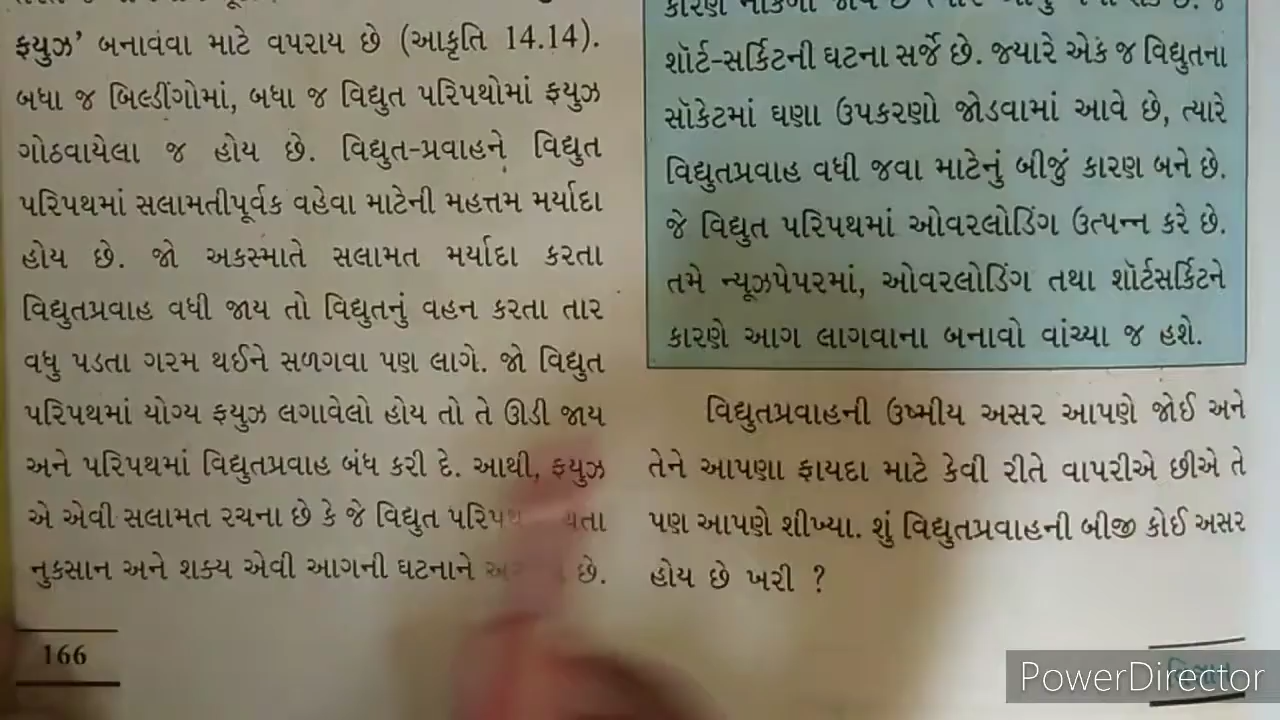 ફયુઝ’ બનાવવા માટે વપરાય છે (આકૃતિ 14.14).
બધા જ બિલ્ડીંગોમાં, બધા જ વિદ્યુત પરિપથોમાં ફયુઝ
ગોઠવાયેલા જ હોય છે. વિદ્યુત-પ્રવાહને વિદ્યુત
પરિપથમાં સલામતીપૂર્વક વહેવા માટેની મહત્તમ મર્યાદા
હોય છે. જો અકસ્માતે સલામત મર્યાદા કરતા
વિદ્યુતપ્રવાહ વધી જાય તો વિદ્યુતનું વહન કરતા તાર
વધુ પડતા ગરમ થઈને સળગવા પણ લાગે. જો વિદ્યુત
પરિપથમાં યોગ્ય ફયુઝ લગાવેલો હોય તો તે ઊડી જાય
અને પરિપથમાં વિદ્યુતપ્રવાહ બંધ કરી દે. આથી, ફયુઝ
એ એવી સલામત રચના છે કે જે વિદ્યુત
નુકસાન અને શક્ય એવી આગની ઘટનાને છે.
166
શૉર્ટ-સર્કિટની ઘટના સર્જે છે. જ્યારે એક જ વિદ્યુતના
સૉકેટમાં ઘણા ઉપકરણો જોડવામાં આવે છે, ત્યારે
વિદ્યુતપ્રવાહ વધી જવા માટેનું બીજું કારણ બને છે.
જે વિદ્યુત પરિપથમાં ઓવરલોડિંગ ઉત્પન્ન કરે છે.
તમે ન્યૂઝપેપરમાં, ઓવરલોડિંગ તથા શૉર્ટસર્કિટને
કારણે આગ લાગવાના બનાવો વાંચ્યા જ હશે.
વિદ્યુતપ્રવાહની ઉષ્મીય અસર આપણે જોઈ અને
તેને આપણા ફાયદા માટે કેવી રીતે વાપરીએ છીએ તે
પણ આપણે શીખ્યા. શું વિદ્યુતપ્રવાહની બીજી કોઈ અસર
હોય છે ખરી ?
PowerDirector